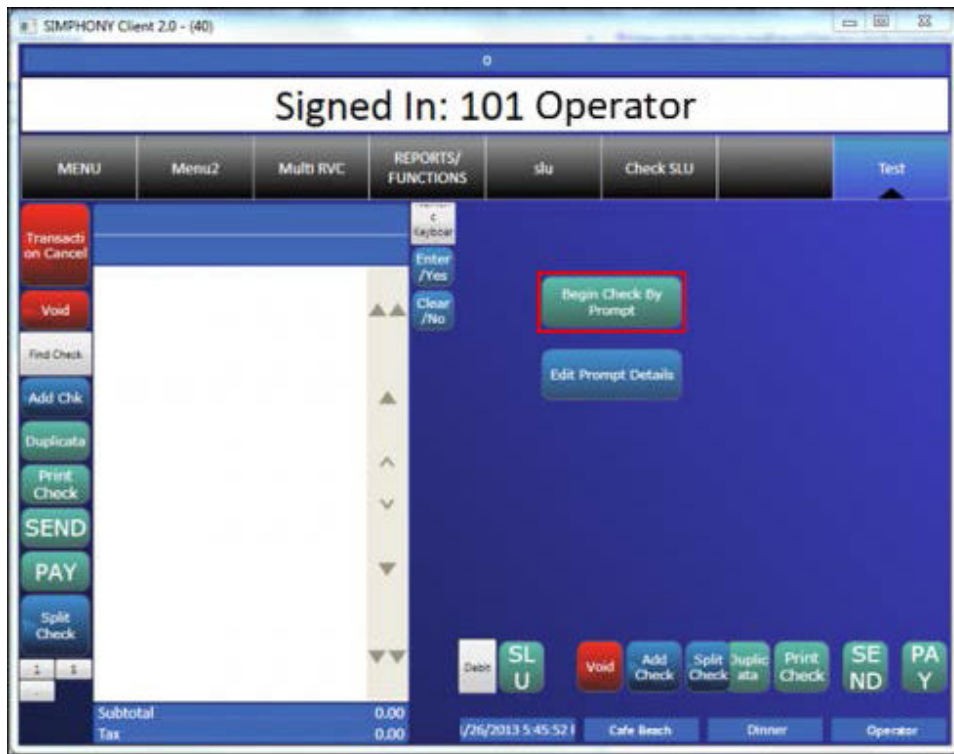 SIMPHONY Client 2.0 - (40)
0
Signed In: 101 Operator
MENU
Menu2
Multi RVC
REPORTS/
FUNCTIONS
slu
Check SLU
Test
Transacti
on Cancel
Void
Find Check
Add Chk
Duplicata
Print
Check
SEND
PAY
Split
Check
c
Keyboar
Enter
/Yes
Clear
/No
Begin Check By
Prompt
Edit Prompt Details
Debit
SL
U
Void
Add
Check
Split
Check
Duplic
ata
Print
Check
SE
ND
PA
Y
Subtotal 0.00
Tax 0.00
/26/2013 5:45:52
Cafe Beach
Dinner
Operator